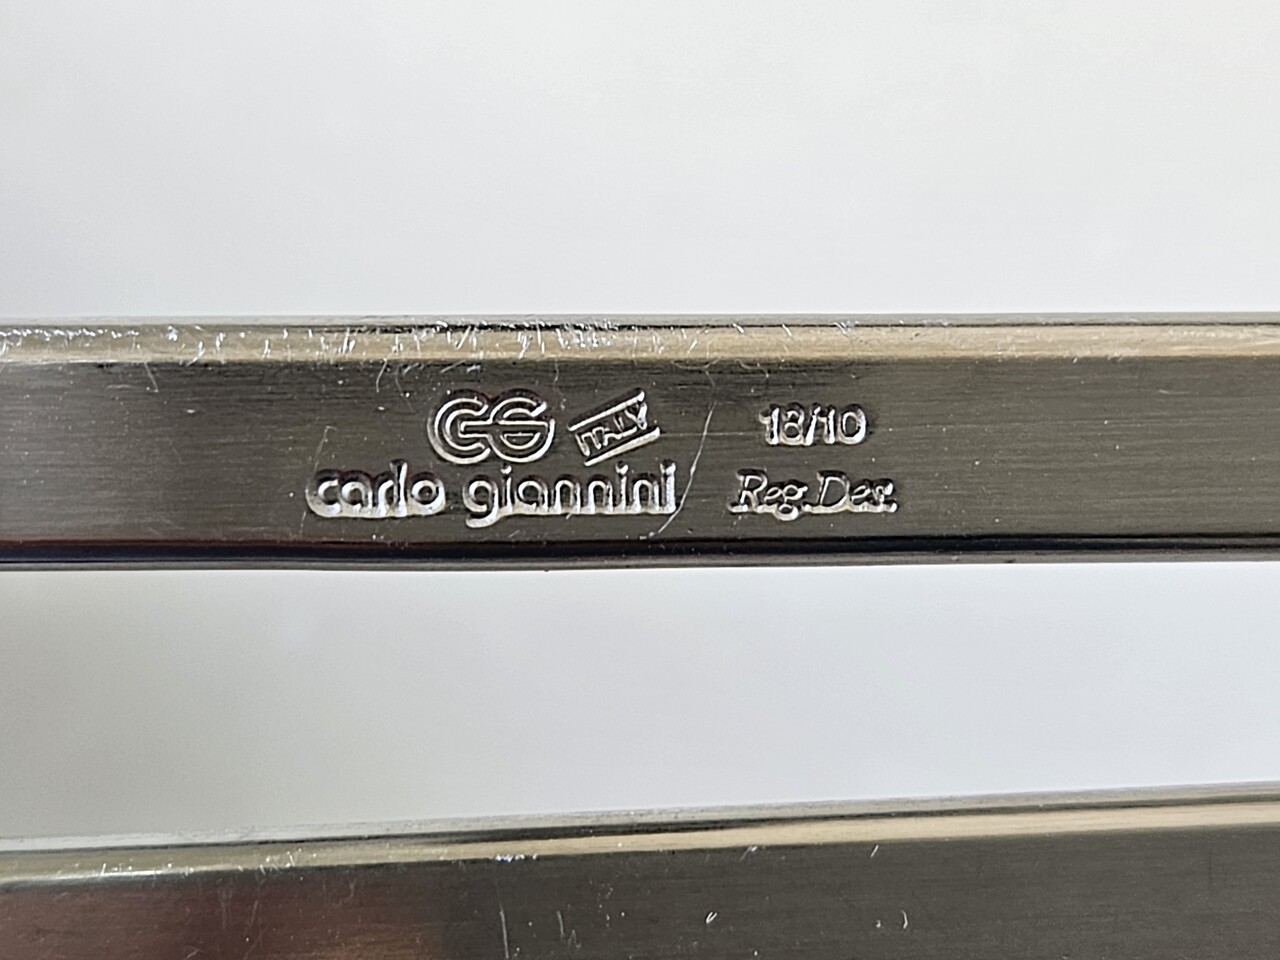 CG ITALY 18/10
carlo giannini Reg.Des.